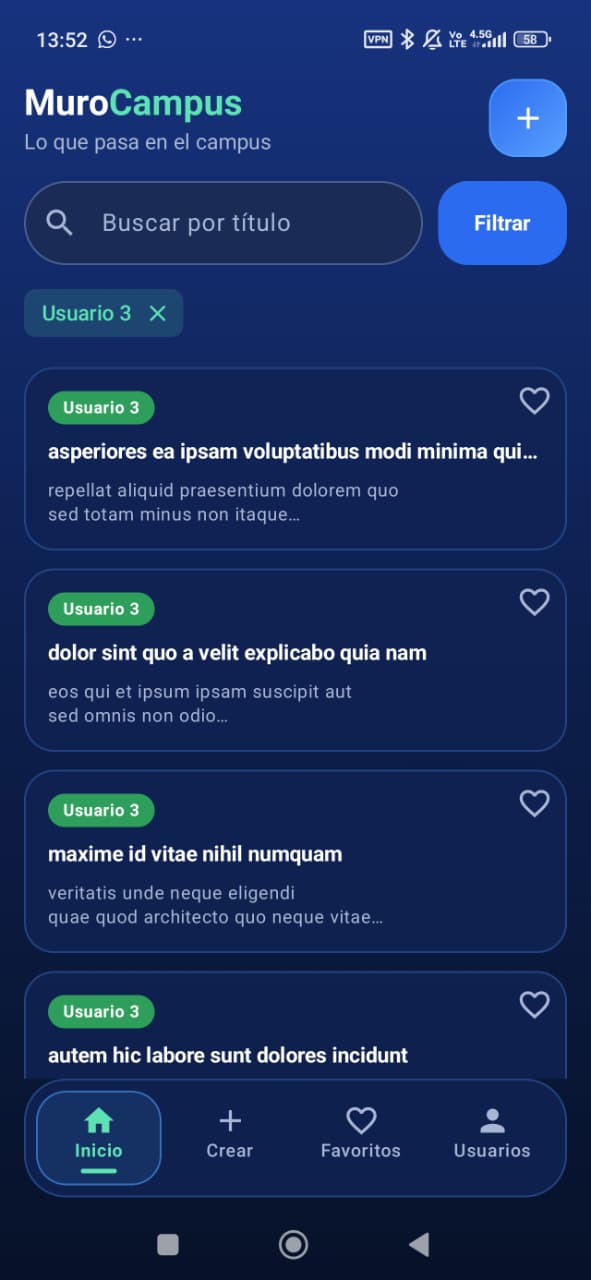 13:52
VPN
Vo LTE
4.5G
58
MuroCampus
Lo que pasa en el campus
Buscar por título
Filtrar
Usuario 3
Usuario 3
asperiores ea ipsam voluptatibus modi minima qui...
repellat aliquid praesentium dolorem quo
sed totam minus non itaque...
Usuario 3
dolor sint quo a velit explicabo quia nam
eos qui et ipsum ipsam suscipit aut
sed omnis non odio...
Usuario 3
maxime id vitae nihil numquam
veritatis unde neque eligendi
quae quod architecto quo neque vitae...
Usuario 3
autem hic labore sunt dolores incidunt
Inicio
Crear
Favoritos
Usuarios